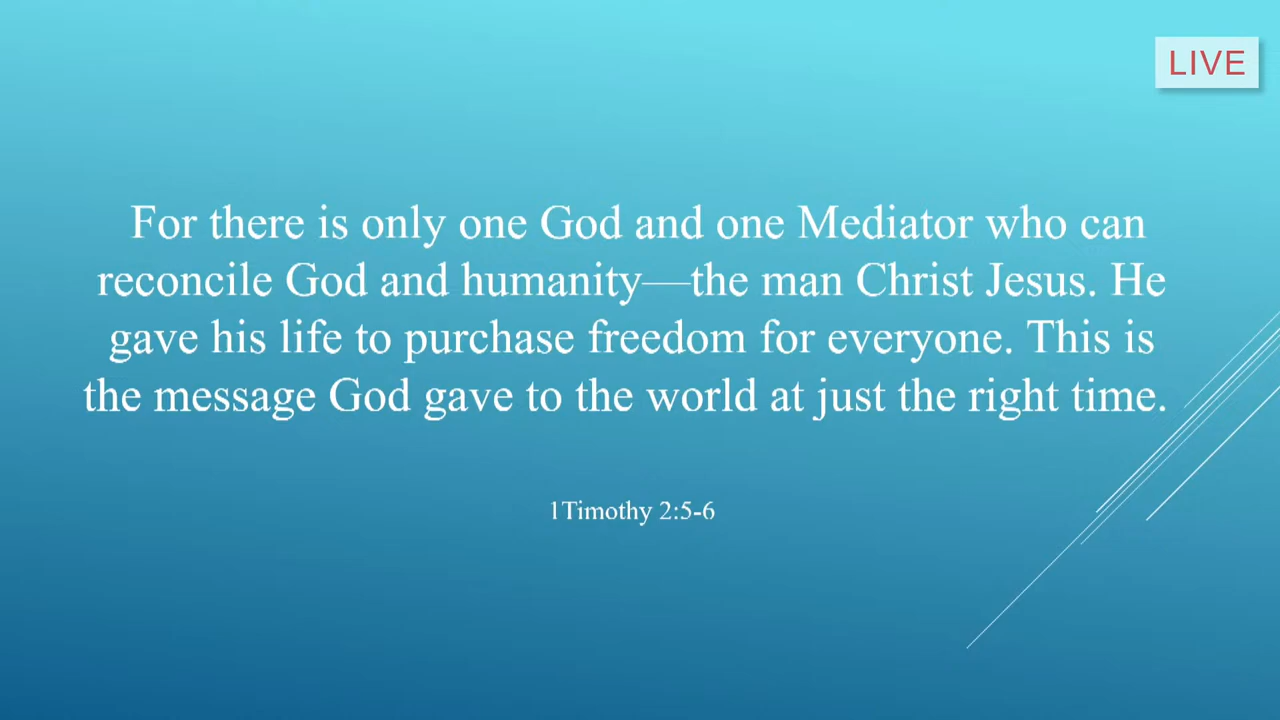 LIVE
For there is only one God and one Mediator who can
reconcile God and humanity—the man Christ Jesus. He
gave his life to purchase freedom for everyone. This is
the message God gave to the world at just the right time.
1Timothy 2:5-6